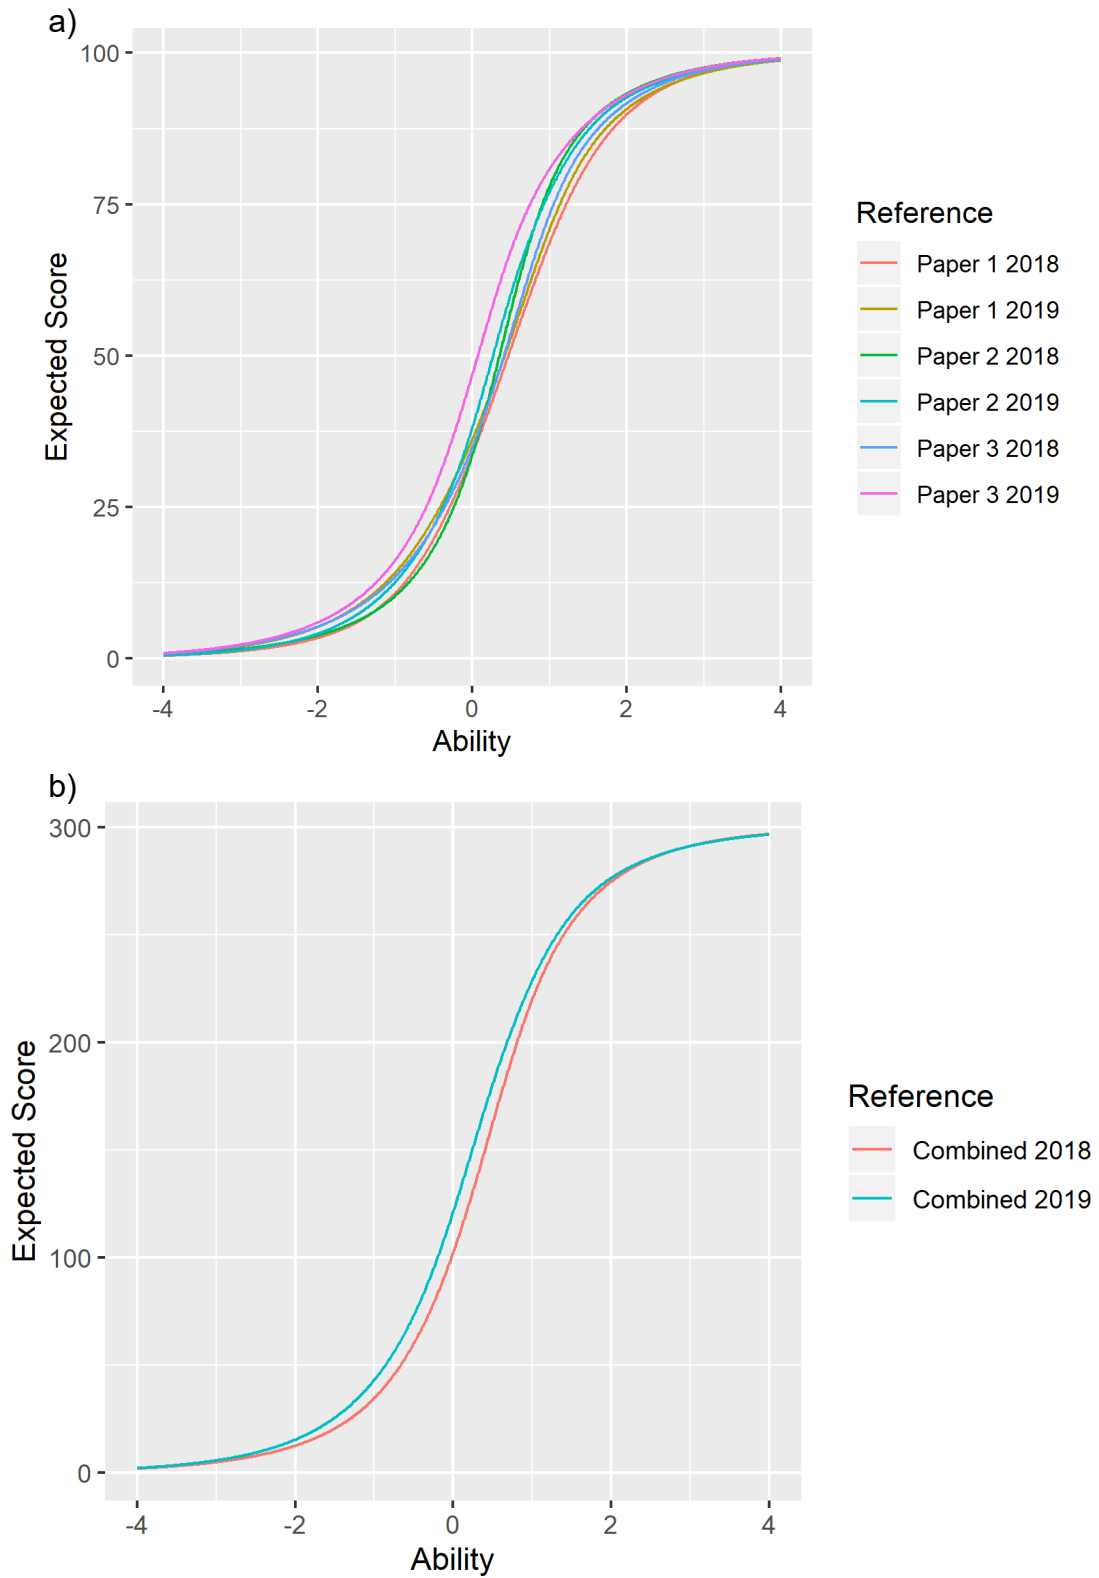 a)
100
75
50
25
0
-4
-2
0
2
4
Expected Score
Ability
Reference
Paper 1 2018
Paper 1 2019
Paper 2 2018
Paper 2 2019
Paper 3 2018
Paper 3 2019
b)
300
200
100
0
-4
-2
0
2
4
Expected Score
Ability
Reference
Combined 2018
Combined 2019